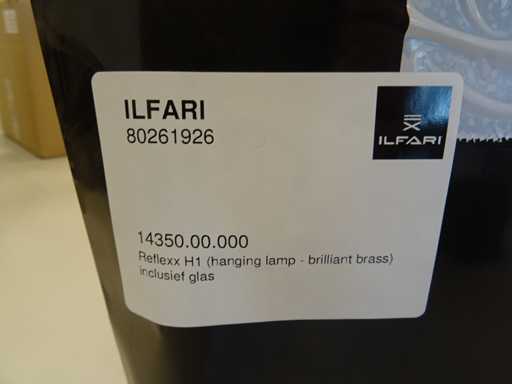 ILFARI
80261926
ILFARI
14350.00.000
Reflexx H1 (hanging lamp - brilliant brass)
inclusief glas